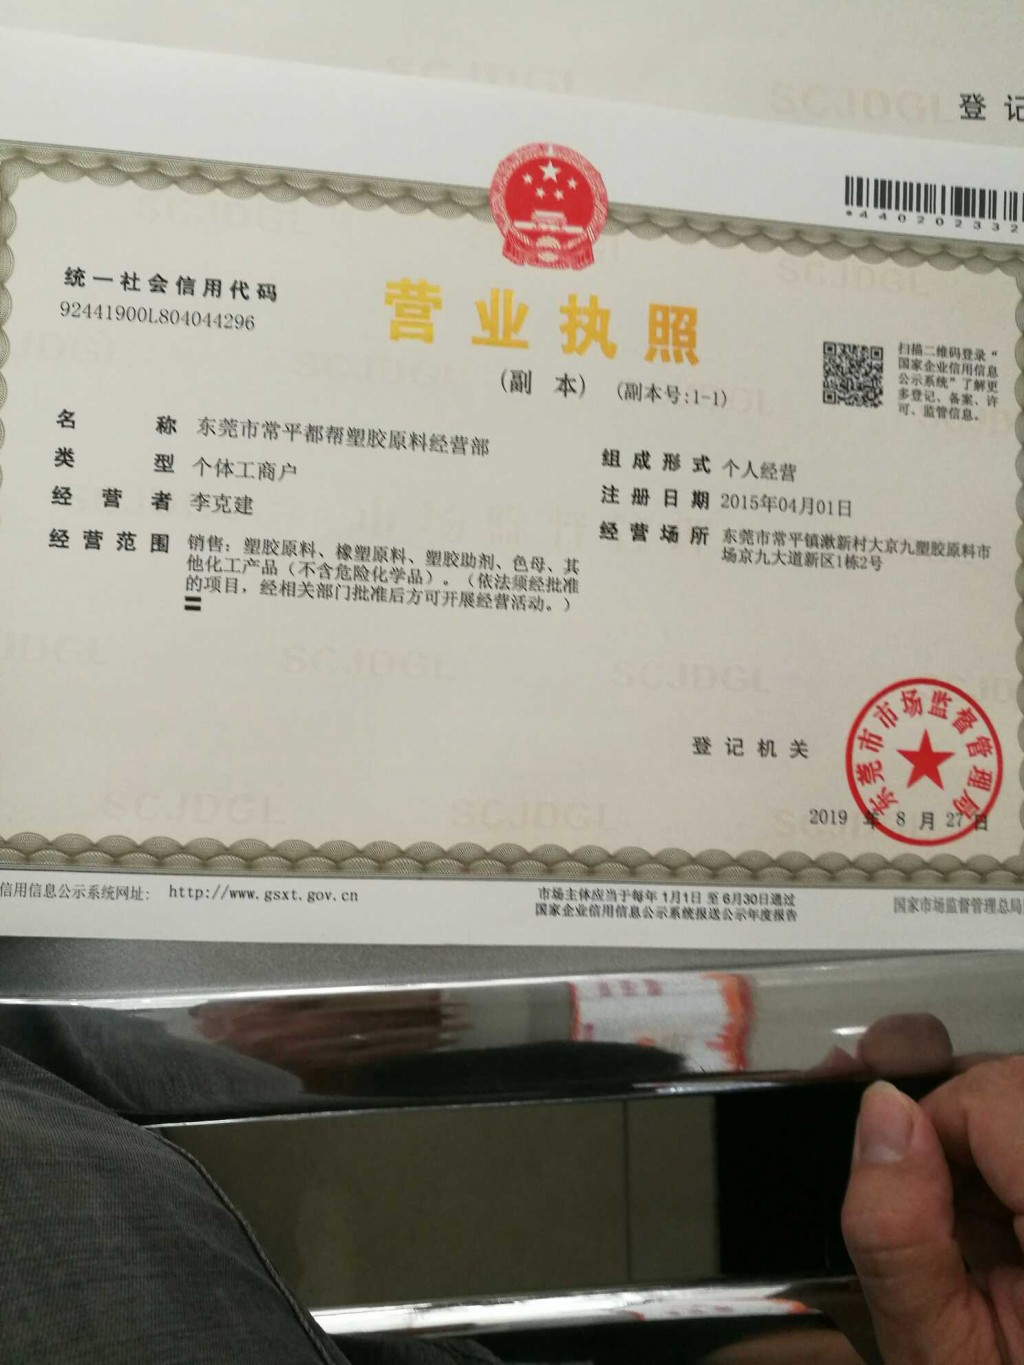 登记
*440202332
统一社会信用代码
92441900L804044296
营业执照
(副 本) (副本号:1-1)
扫描二维码登录“
国家企业信用信息
公示系统”了解更
多登记、备案、许
可、监管信息。
名 称 东莞市常平都帮塑胶原料经营部
类 型 个体工商户
经 营 者 李克建
经 营 范 围 销售：塑胶原料、橡塑原料、塑胶助剂、色母、其
他化工产品（不含危险化学品）。（依法须经批准
的项目，经相关部门批准后方可开展经营活动。）
组 成 形 式 个人经营
注 册 日 期 2015年04月01日
经 营 场 所 东莞市常平镇漱新村大京九塑胶原料市
场京九大道新区1栋2号
登 记 机 关
东莞市市场监督管理局
2019 年 8 月 27 日
信用信息公示系统网址： http://www.gsxt.gov.cn
市场主体应当于每年 1月1日 至 6月30日通过
国家企业信用信息公示系统报送公示年度报告
国家市场监督管理总局
SCJDGL